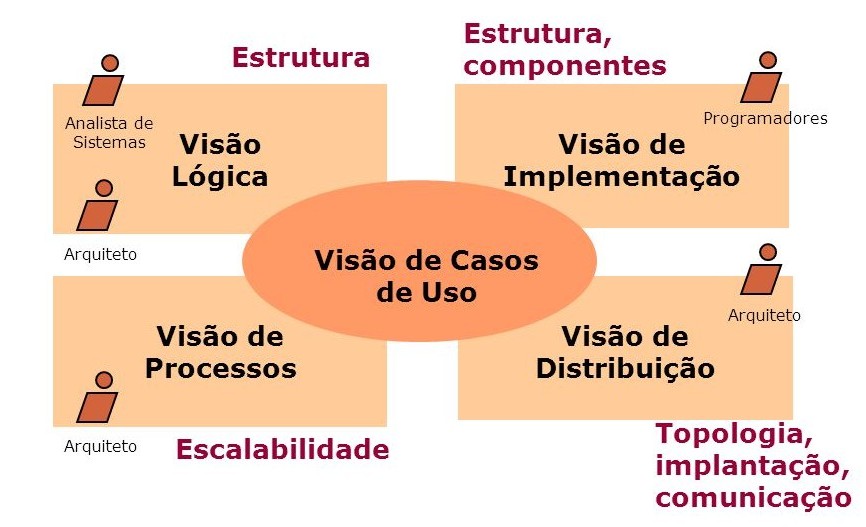 Estrutura
Estrutura,
componentes
Analista de
Sistemas
Visão
Lógica
Arquiteto
Programadores
Visão de
Implementação
Visão de Casos
de Uso
Visão de
Processos
Arquiteto
Escalabilidade
Arquiteto
Visão de
Distribuição
Topologia,
implantação,
comunicação